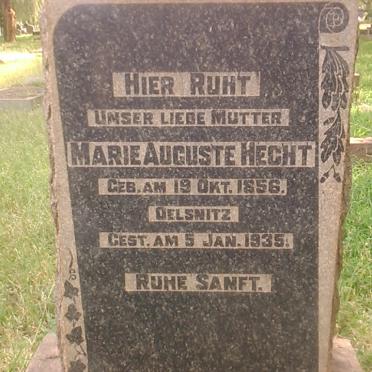 HIER RUHT
UNSER LIEBE MUTTER
MARIE AUGUSTE HECHT
GEB. AM 19 OKT. 1856.
OELSNITZ
GEST. AM 5 JAN. 1935.
RUHE SANFT.